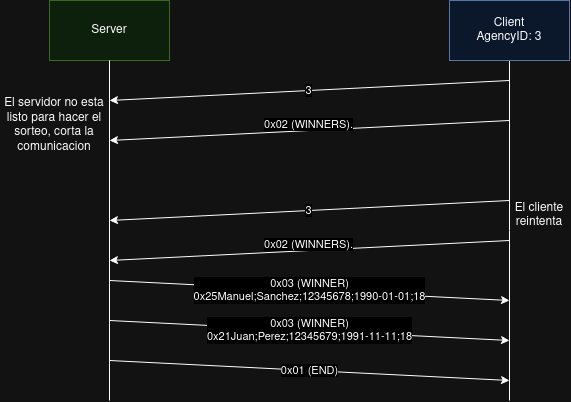 Server
Client
AgencyID: 3
3
El servidor no esta
listo para hacer el
sorteo, corta la
comunicacion
0x02 (WINNERS).
3
El cliente
reintenta
0x02 (WINNERS).
0x03 (WINNER)
0x25Manuel;Sanchez;12345678;1990-01-01;18
0x03 (WINNER)
0x21Juan;Perez;12345679;1991-11-11;18
0x01 (END)